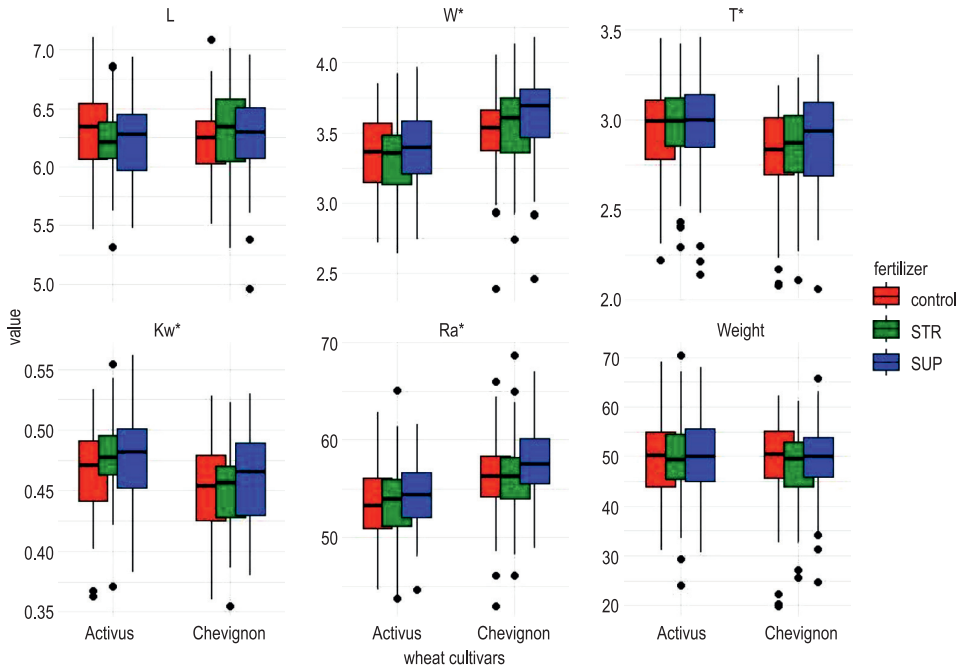 L
W*
T*
7.0
6.5
6.0
5.5
5.0
4.0
3.5
3.0
2.5
3.5
3.0
2.5
2.0
fertilizer
control
STR
SUP
value
Kw*
Ra*
Weight
0.55
0.50
0.45
0.40
0.35
70
60
50
70
60
50
40
30
20
Activus
Chevignon
Activus
Chevignon
Activus
Chevignon
wheat cultivars